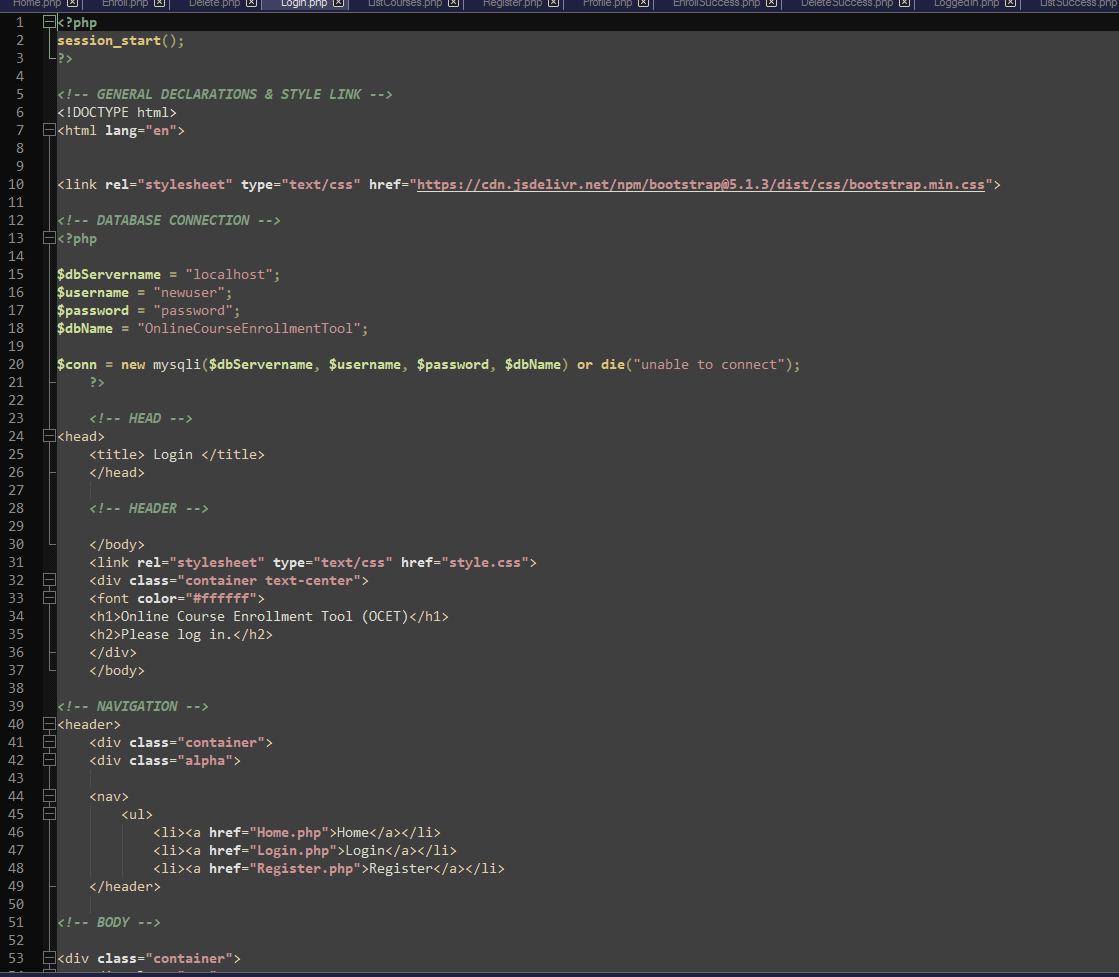 Home.php Enroll.php Delete.php Login.php ListCourses.php Register.php Profile.php EnrollSuccess.php DeleteSuccess.php LoggedIn.php ListSuccess.php
1 <?php
2 session_start();
3 ?>
4
5 <!-- GENERAL DECLARATIONS & STYLE LINK -->
6 <!DOCTYPE html>
7 <html lang="en">
8
9
10 <link rel="stylesheet" type="text/css" href="https://cdn.jsdelivr.net/npm/bootstrap@5.1.3/dist/css/bootstrap.min.css">
11
12 <!-- DATABASE CONNECTION -->
13 <?php
14
15 $dbServername = "localhost";
16 $username = "newuser";
17 $password = "password";
18 $dbName = "OnlineCourseEnrollmentTool";
19
20 $conn = new mysqli($dbServername, $username, $password, $dbName) or die("unable to connect");
21 ?>
22
23 <!-- HEAD -->
24 <head>
25 <title> Login </title>
26 </head>
27
28 <!-- HEADER -->
29
30 </body>
31 <link rel="stylesheet" type="text/css" href="style.css">
32 <div class="container text-center">
33 <font color="#ffffff">
34 <h1>Online Course Enrollment Tool (OCET)</h1>
35 <h2>Please log in.</h2>
36 </div>
37 </body>
38
39 <!-- NAVIGATION -->
40 <header>
41 <div class="container">
42 <div class="alpha">
43
44 <nav>
45 <ul>
46 <li><a href="Home.php">Home</a></li>
47 <li><a href="Login.php">Login</a></li>
48 <li><a href="Register.php">Register</a></li>
49 </header>
50
51 <!-- BODY -->
52
53 <div class="container">